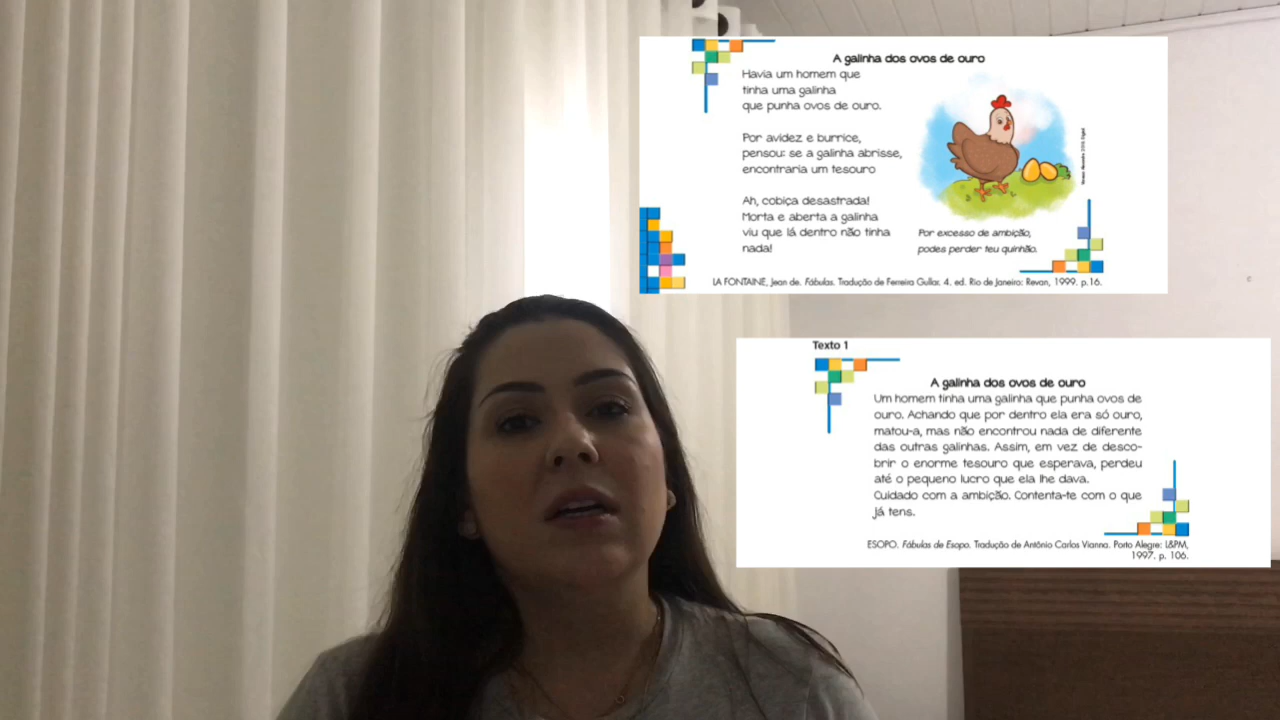 A galinha dos ovos de ouro
Havia um homem que
tinha uma galinha
que punha ovos de ouro.
Por avidez e burrice,
pensou: se a galinha abrisse,
encontraria um tesouro
Ah, cobiça desastrada!
Morta e aberta a galinha
viu que lá dentro não tinha
nada!
Por excesso de ambição,
podes perder teu quinhão.
LA FONTAINE, Jean de. Fábulas. Tradução de Ferreira Gullar. 4. ed. Rio de Janeiro: Revan, 1999. p.16.
Texto 1
A galinha dos ovos de ouro
Um homem tinha uma galinha que punha ovos de
ouro. Achando que por dentro ela era só ouro,
matou-a, mas não encontrou nada de diferente
das outras galinhas. Assim, em vez de desco-
brir o enorme tesouro que esperava, perdeu
até o pequeno lucro que ela lhe dava.
Cuidado com a ambição. Contenta-te com o que
já tens.
ESOPO. Fábulas de Esopo. Tradução de Antônio Carlos Vianna. Porto Alegre: L&PM,
1997. p. 106.